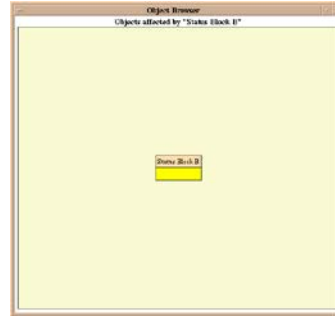 Object Browser
Objects affected by "Status Block B"
Status Block B